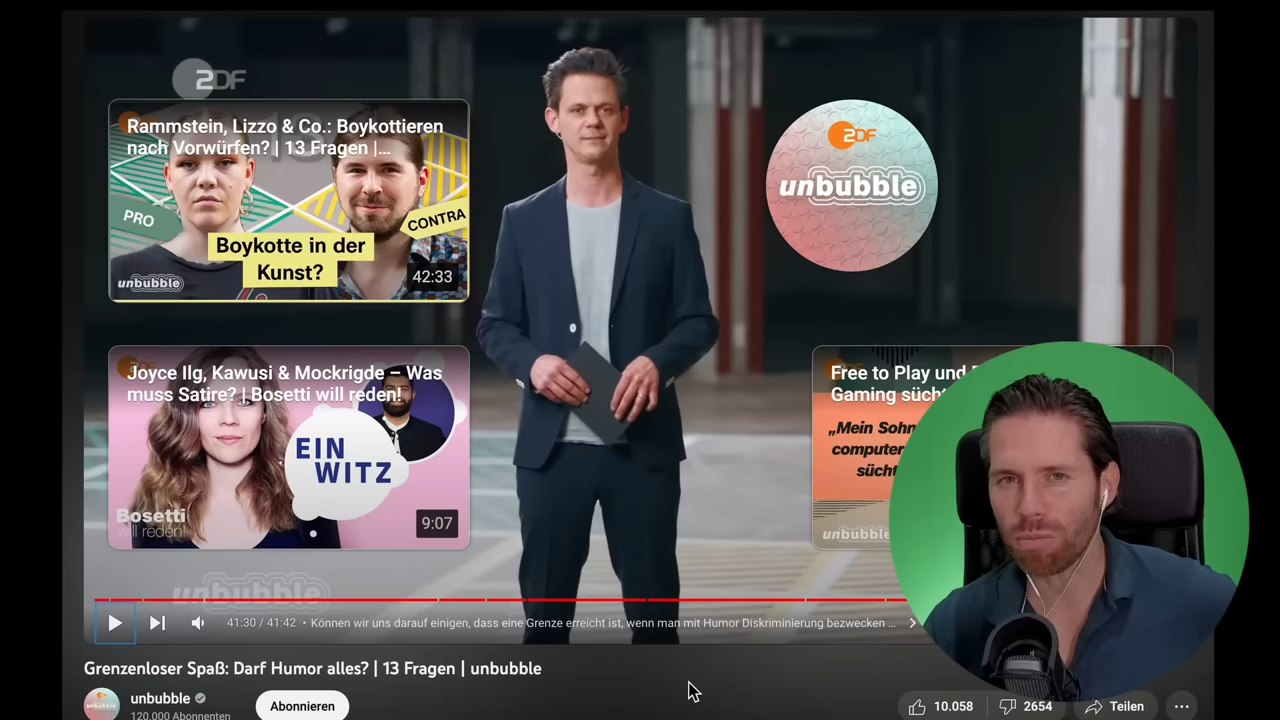 ZDF
Rammstein, Lizzo & Co.: Boykottieren
nach Vorwürfen? | 13 Fragen |...
PRO
CONTRA
Boykotte in der
Kunst?
unbubble
42:33
ZDF
unbubble
Joyce Ilg, Kawusi & Mockrigde – Was
muss Satire? | Bosetti will reden!
EIN
WITZ
Bosetti
will reden!
9:07
Free to Play und
Gaming sücht
„Mein Sohn
computer
süch
unbubble
unbubble
41:30 / 41:42 • Können wir uns darauf einigen, dass eine Grenze erreicht ist, wenn man mit Humor Diskriminierung bezwecken ...
Grenzenloser Spaß: Darf Humor alles? | 13 Fragen | unbubble
unbubble
unbubble
120.000 Abonnenten
Abonnieren
10.058
2654
Teilen